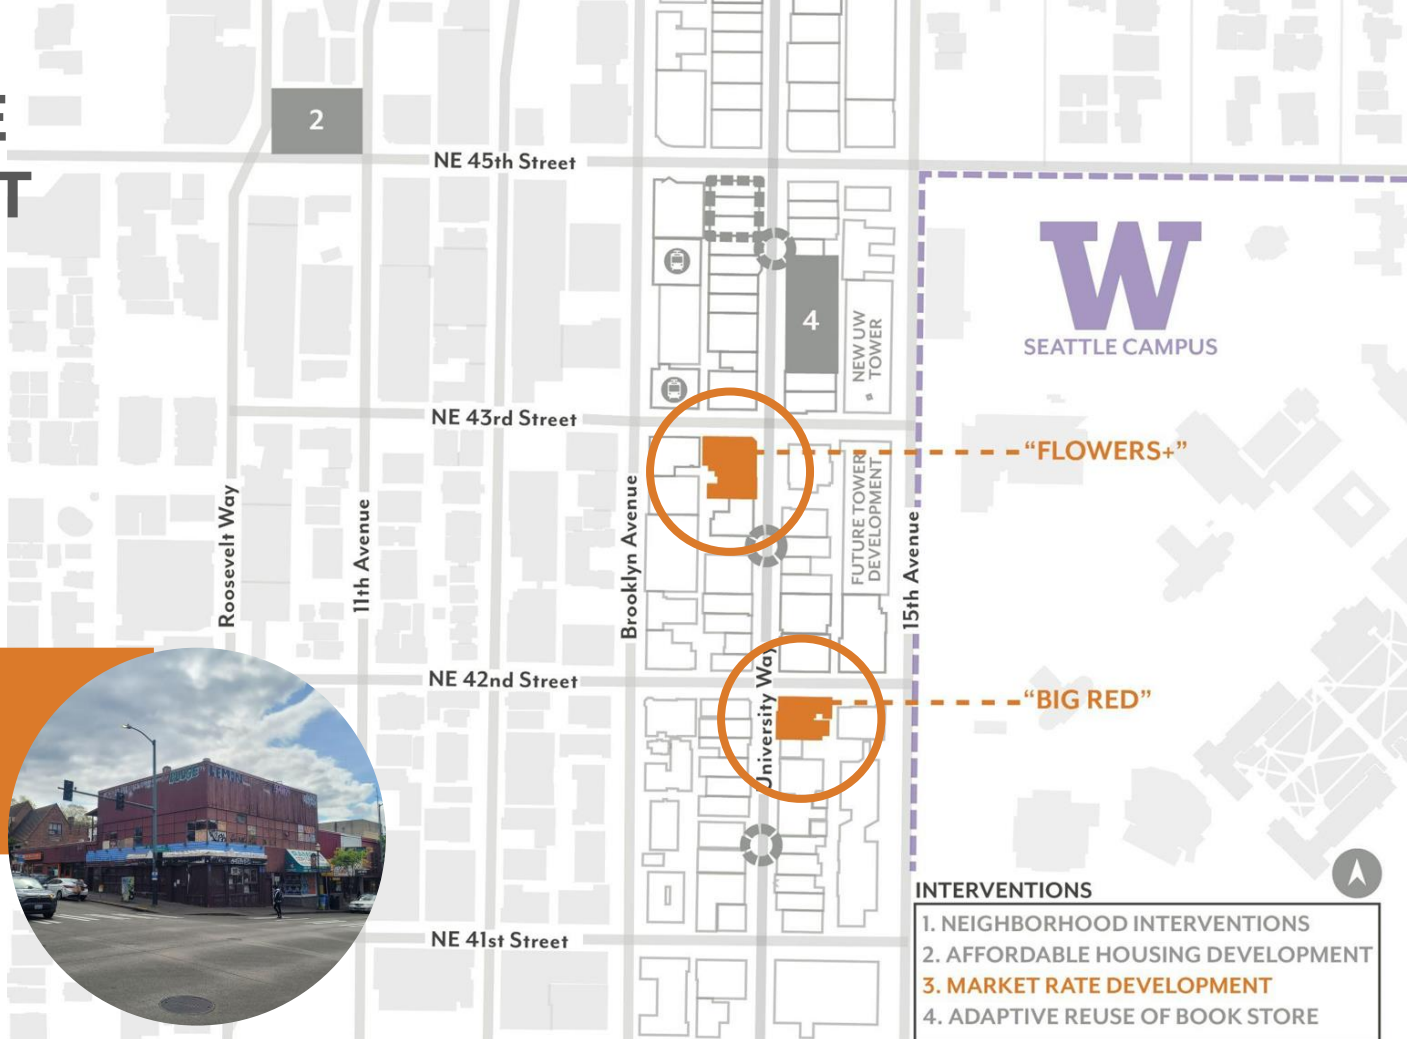 E
T
2
NE 45th Street
W
SEATTLE CAMPUS
4
NEW UW
TOWER
NE 43rd Street
“FLOWERS+”
FUTURE TOWER
DEVELOPMENT
Roosevelt Way
11th Avenue
Brooklyn Avenue
15th Avenue
University Way
NE 42nd Street
“BIG RED”
NE 41st Street
INTERVENTIONS
1. NEIGHBORHOOD INTERVENTIONS
2. AFFORDABLE HOUSING DEVELOPMENT
3. MARKET RATE DEVELOPMENT
4. ADAPTIVE REUSE OF BOOK STORE